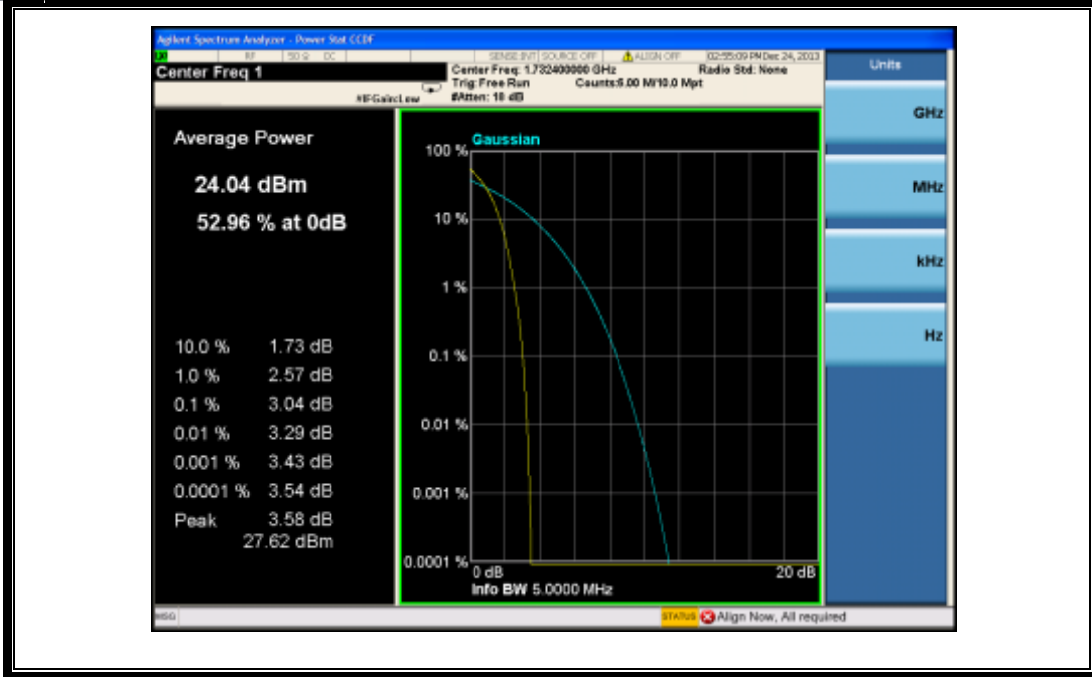 Agilent Spectrum Analyzer - Power Stat CCDF
RF 50 Ω DC SENSE:INT SOURCE OFF ALIGN OFF 02:55:09 PM Dec 24, 2013
Center Freq 1
Center Freq: 1.732400000 GHz Radio Std: None
Trig: Free Run Counts:5.00 M/10.0 Mpt
#IFGain:Low #Atten: 10 dB
Units
GHz
MHz
kHz
Hz
Average Power
24.04 dBm
52.96 % at 0dB
10.0 % 1.73 dB
1.0 % 2.57 dB
0.1 % 3.04 dB
0.01 % 3.29 dB
0.001 % 3.43 dB
0.0001 % 3.54 dB
Peak 3.58 dB
27.62 dBm
Gaussian
100 %
10 %
1 %
0.1 %
0.01 %
0.001 %
0.0001 %
0 dB 20 dB
Info BW 5.0000 MHz
MSG STATUS Align Now, All required